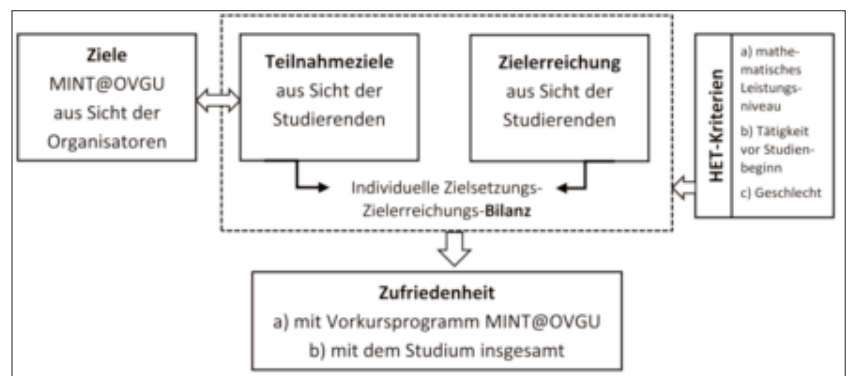 Ziele
MINT@OVGU
aus Sicht der
Organisatoren
Teilnahmeziele
aus Sicht der
Studierenden
Zielerreichung
aus Sicht der
Studierenden
Individuelle Zielsetzungs-
Zielerreichungs-Bilanz
HET-Kriterien
a) mathe-
matisches
Leistungs-
niveau
b) Tätigkeit
vor Studien-
beginn
c) Geschlecht
Zufriedenheit
a) mit Vorkursprogramm MINT@OVGU
b) mit dem Studium insgesamt